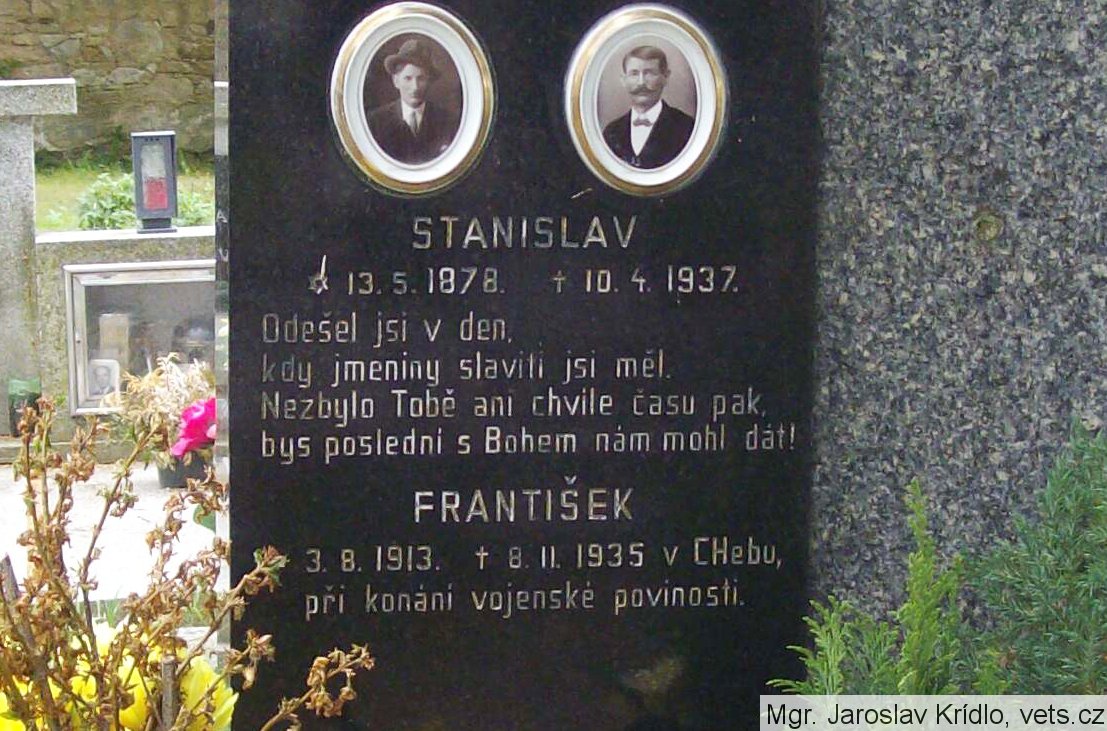 STANISLAV
* 13. 5. 1878. † 10. 4. 1937.
Odešel jsi v den,
kdy jmeniny slaviti jsi měl.
Nezbylo Tobě ani chvile času pak,
bys poslední s Bohem nám mohl dát!
FRANTIŠEK
* 3. 8. 1913. † 8. 11. 1935 v CHebu,
při konání vojenské povinosti.
Mgr. Jaroslav Krídlo, vets.cz